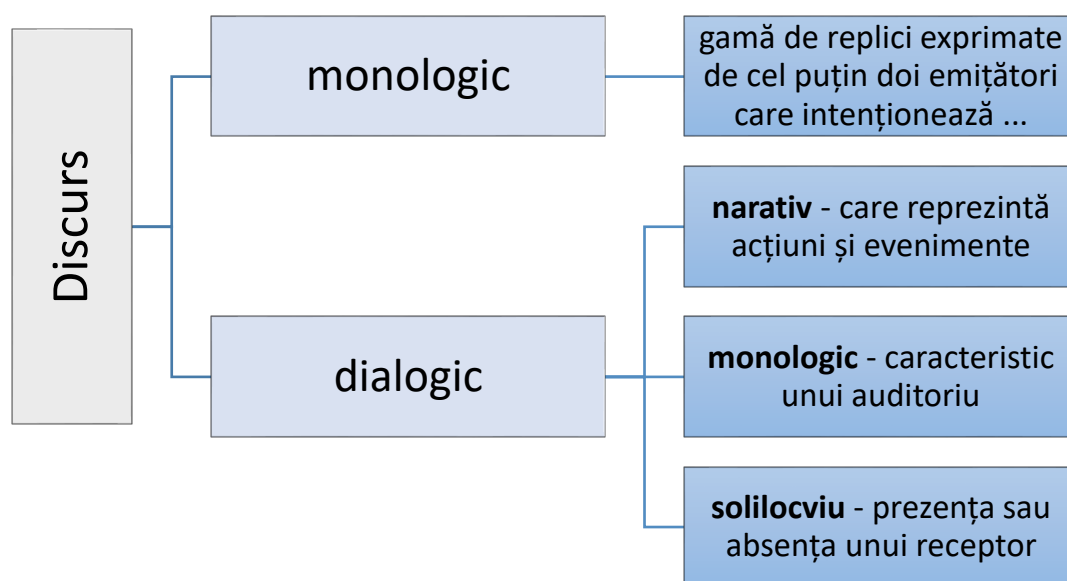 Discurs
monologic
gamă de replici exprimate
de cel puțin doi emițători
care intenționează ...
dialogic
narativ - care reprezintă
acțiuni și evenimente
monologic - caracteristic
unui auditoriu
solilocviu - prezența sau
absența unui receptor